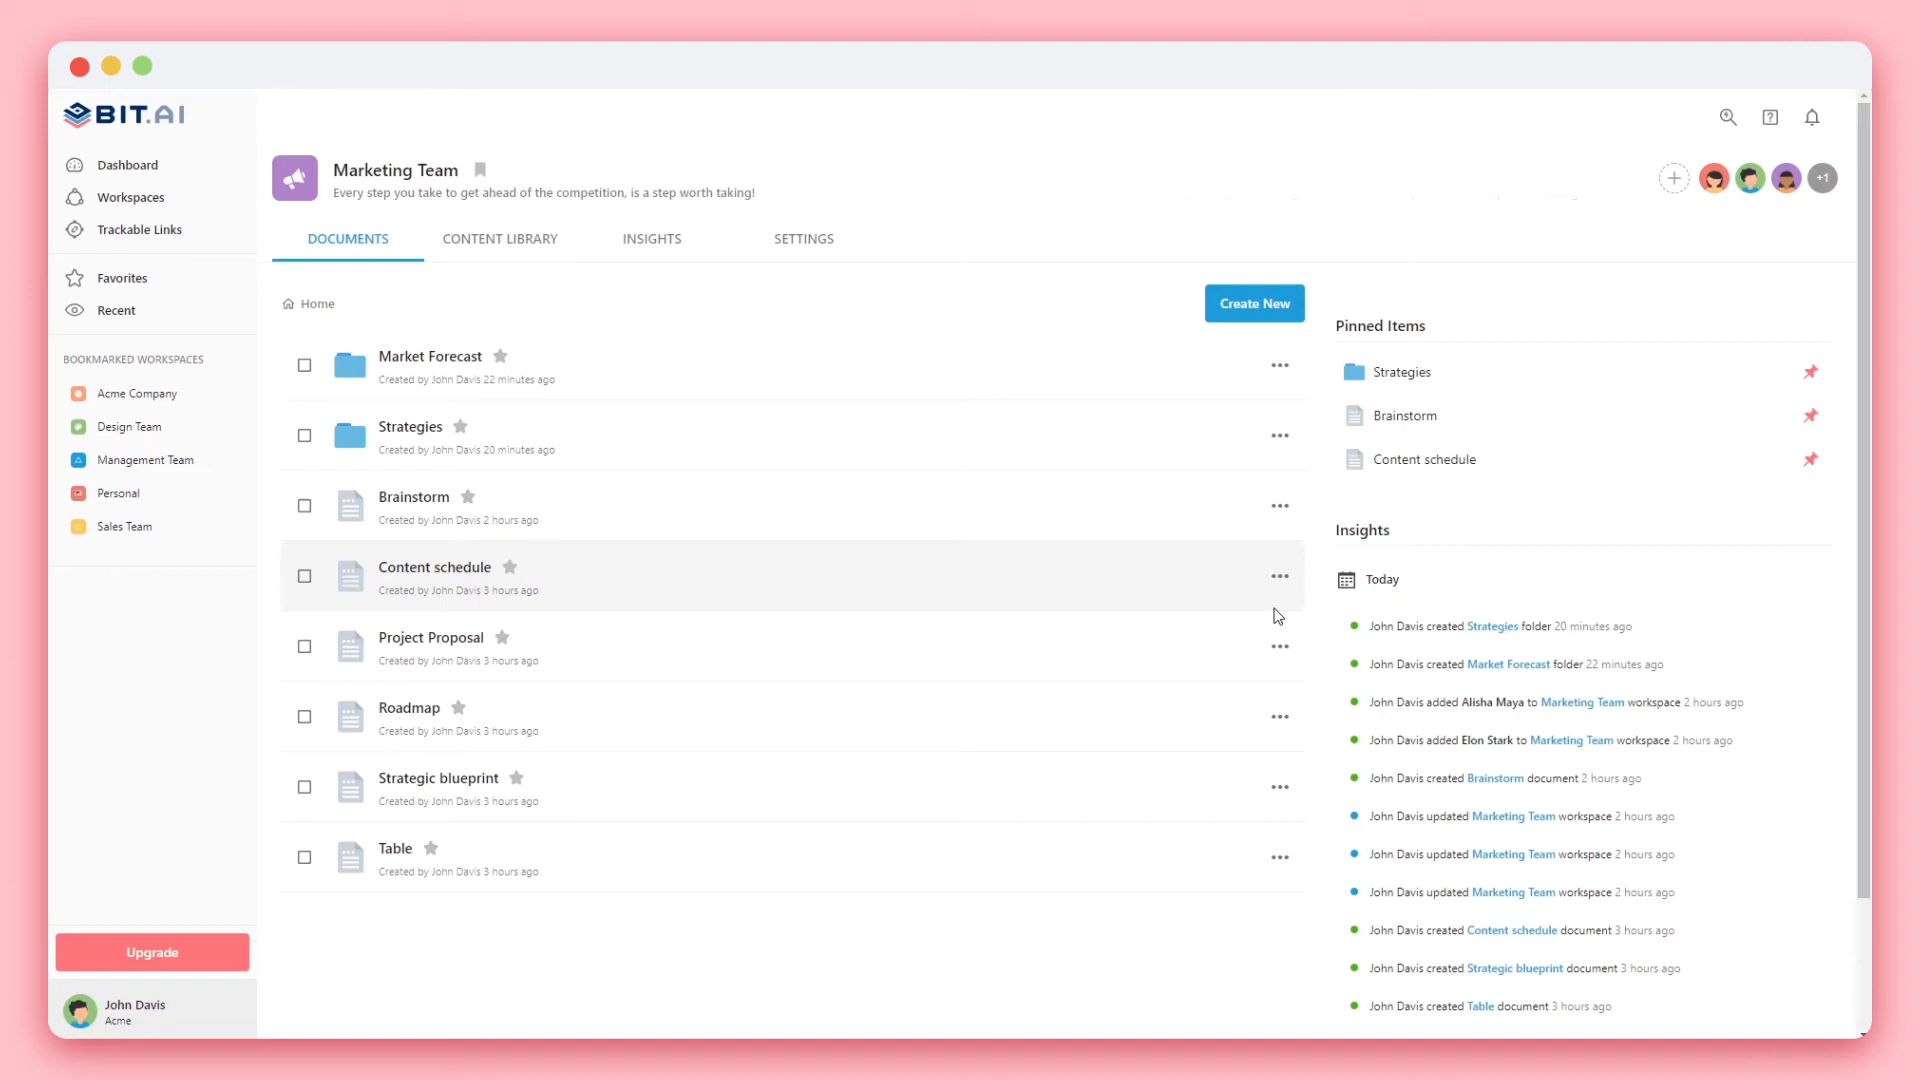 BIT.AI
Dashboard
Workspaces
Trackable Links
Favorites
Recent
BOOKMARKED WORKSPACES
Acme Company
Design Team
Management Team
Personal
Sales Team
Upgrade
John Davis
Acme
Marketing Team
Every step you take to get ahead of the competition, is a step worth taking!
+1
DOCUMENTS CONTENT LIBRARY INSIGHTS SETTINGS
Home
Create New
Market Forecast
Created by John Davis 22 minutes ago
Strategies
Created by John Davis 20 minutes ago
Brainstorm
Created by John Davis 2 hours ago
Content schedule
Created by John Davis 3 hours ago
Project Proposal
Created by John Davis 3 hours ago
Roadmap
Created by John Davis 3 hours ago
Strategic blueprint
Created by John Davis 3 hours ago
Table
Created by John Davis 3 hours ago
Pinned Items
Strategies
Brainstorm
Content schedule
Insights
Today
John Davis created Strategies folder 20 minutes ago
John Davis created Market Forecast folder 22 minutes ago
John Davis added Alisha Maya to Marketing Team workspace 2 hours ago
John Davis added Elon Stark to Marketing Team workspace 2 hours ago
John Davis created Brainstorm document 2 hours ago
John Davis updated Marketing Team workspace 2 hours ago
John Davis updated Marketing Team workspace 2 hours ago
John Davis updated Marketing Team workspace 2 hours ago
John Davis created Content schedule document 3 hours ago
John Davis created Strategic blueprint document 3 hours ago
John Davis created Table document 3 hours ago